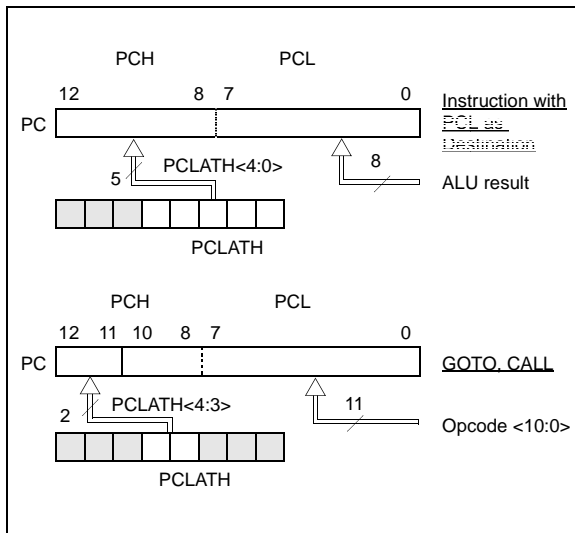 PCH PCL
12 8 7 0
PC
Instruction with
PCL as
Destination
5 PCLATH<4:0> 8
ALU result
PCLATH
PCH PCL
12 11 10 8 7 0
PC
GOTO, CALL
2 PCLATH<4:3> 11
Opcode <10:0>
PCLATH